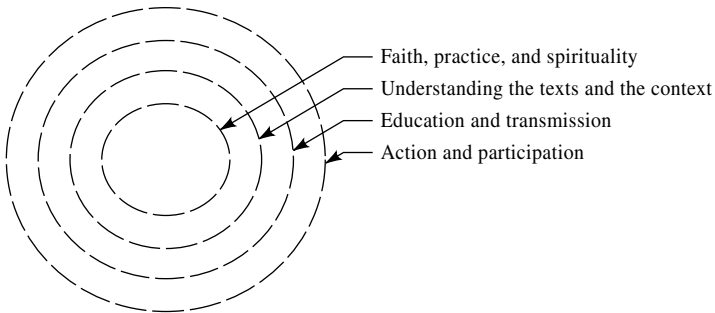 Faith, practice, and spirituality
Understanding the texts and the context
Education and transmission
Action and participation